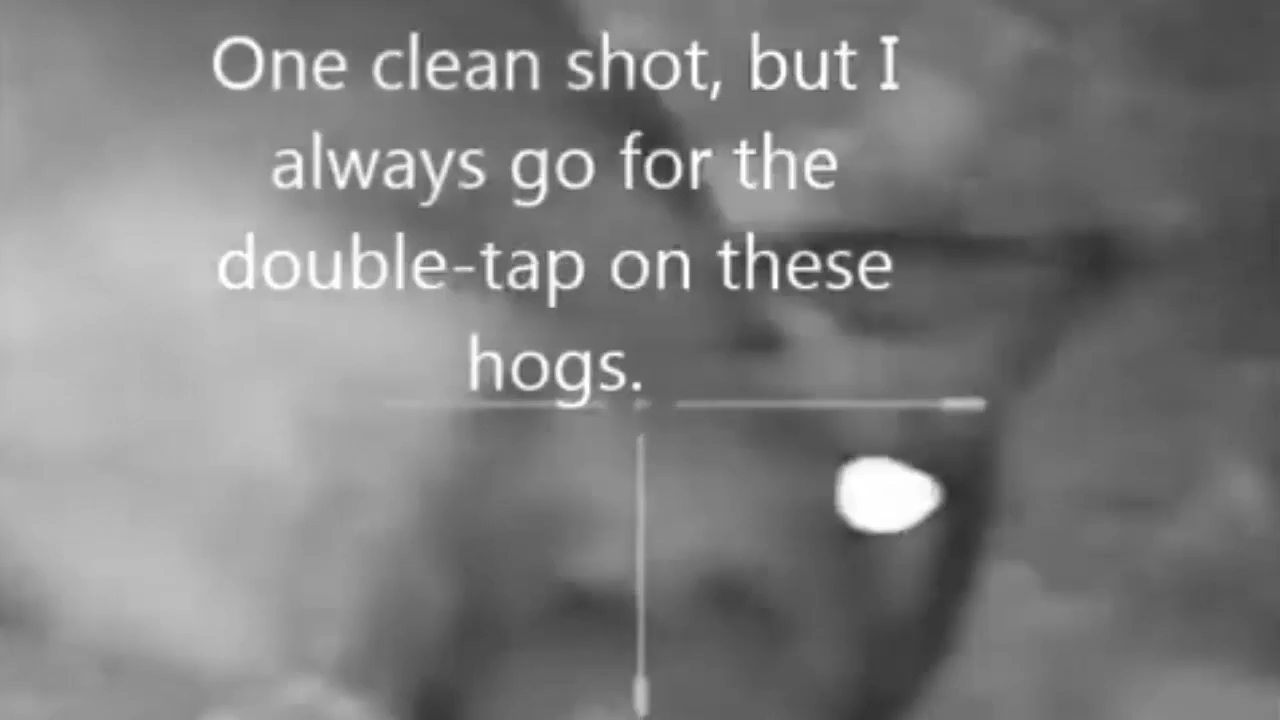 One clean shot, but I
always go for the
double-tap on these
hogs.